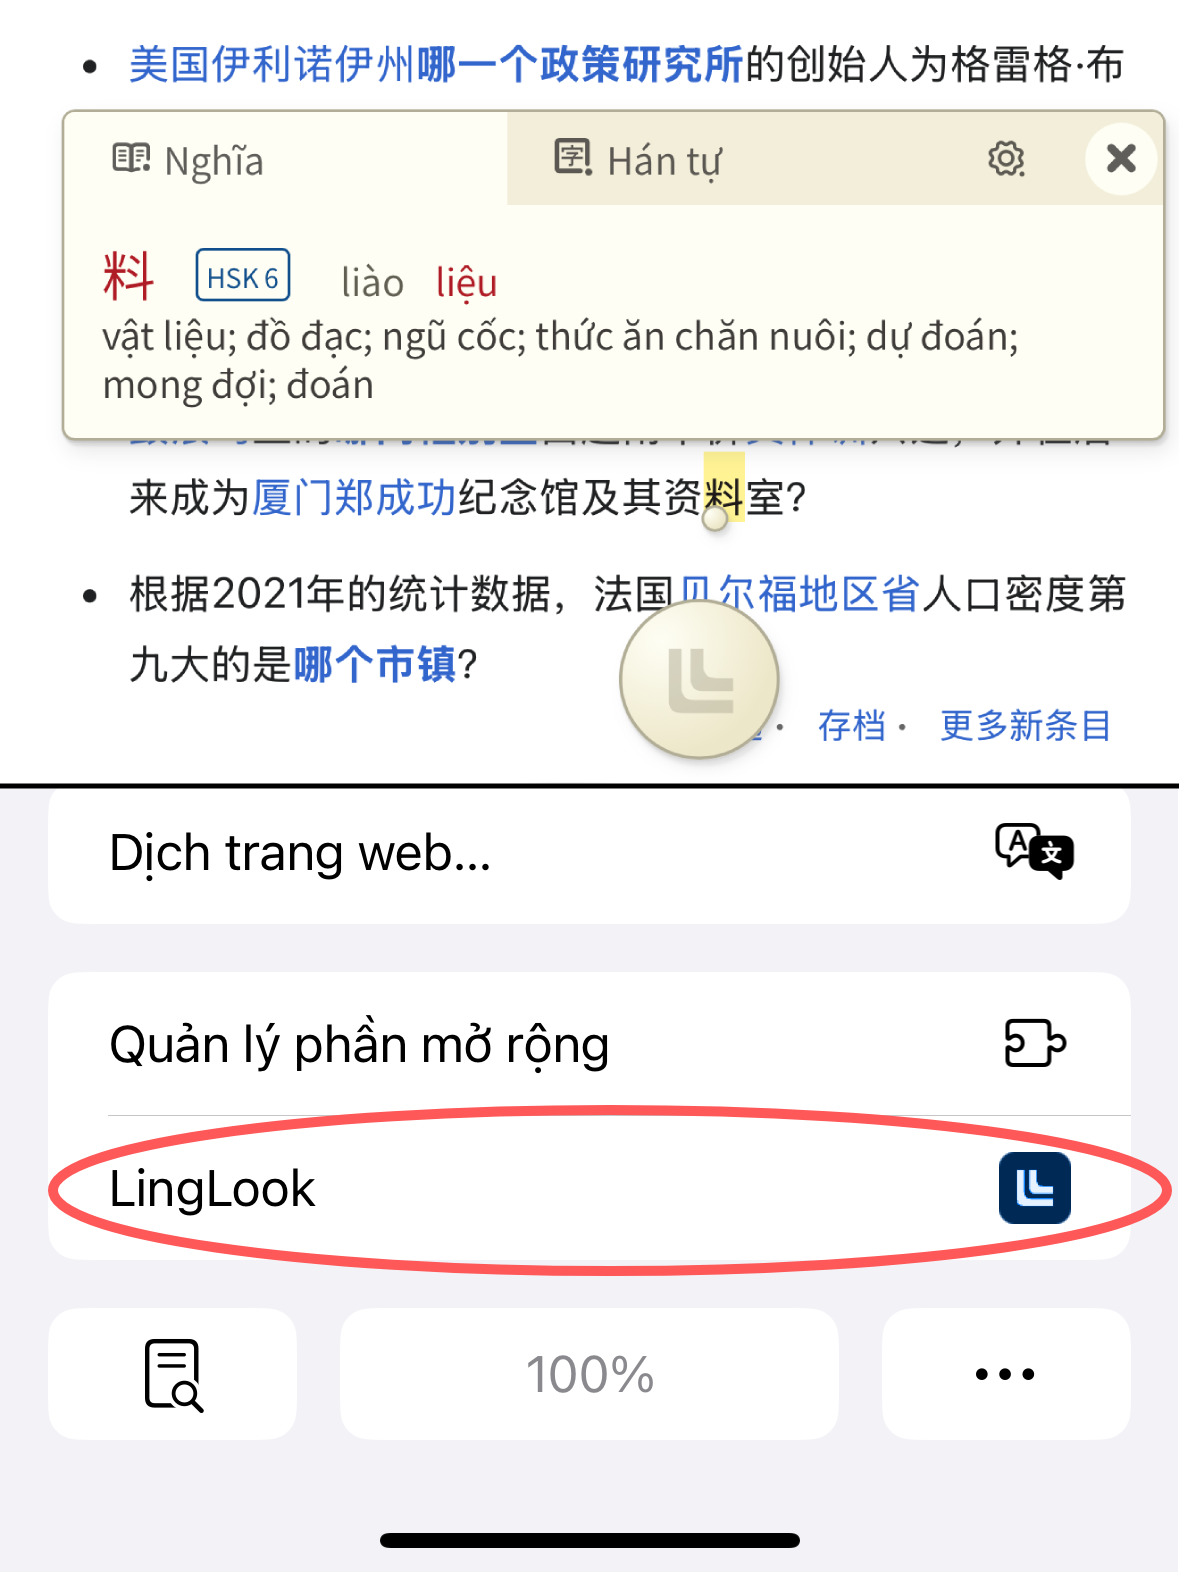 美国伊利诺伊州哪一个政策研究所的创始人为格雷格·布
Nghĩa
Hán tự
料 HSK 6 liào liệu
vật liệu; đồ đạc; ngũ cốc; thức ăn chăn nuôi; dự đoán;
mong đợi; đoán
来成为厦门郑成功纪念馆及其资料室?
根据2021年的统计数据，法国贝尔福地区省人口密度第
九大的是哪个市镇?
· 存档 · 更多新条目
Dịch trang web...
Quản lý phần mở rộng
LingLook
100%